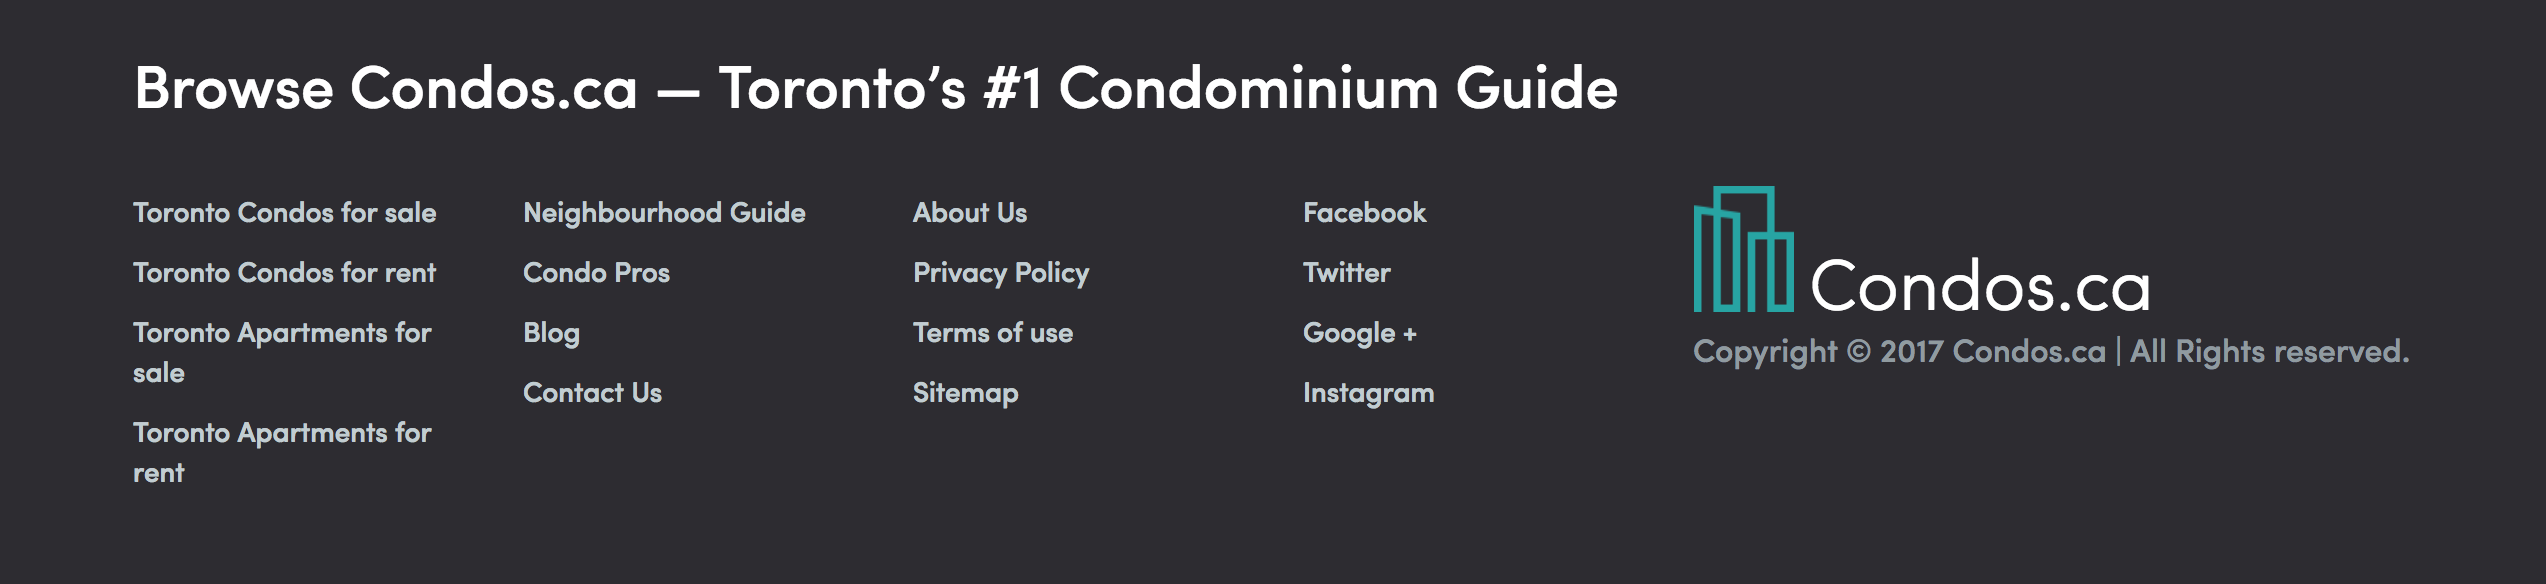 Browse Condos.ca — Toronto’s #1 Condominium Guide
Toronto Condos for sale
Toronto Condos for rent
Toronto Apartments for
sale
Toronto Apartments for
rent
Neighbourhood Guide
Condo Pros
Blog
Contact Us
About Us
Privacy Policy
Terms of use
Sitemap
Facebook
Twitter
Google +
Instagram
Condos.ca
Copyright © 2017 Condos.ca | All Rights reserved.